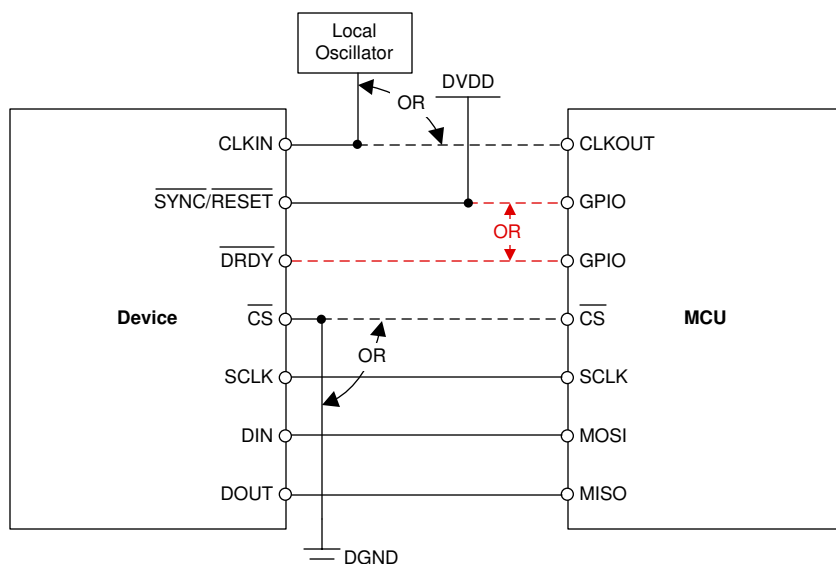 Local
Oscillator
DVDD
OR
CLKIN
CLKOUT
SYNC/RESET
GPIO
OR
DRDY
GPIO
Device
CS
CS
MCU
OR
SCLK
SCLK
DIN
MOSI
DOUT
MISO
DGND